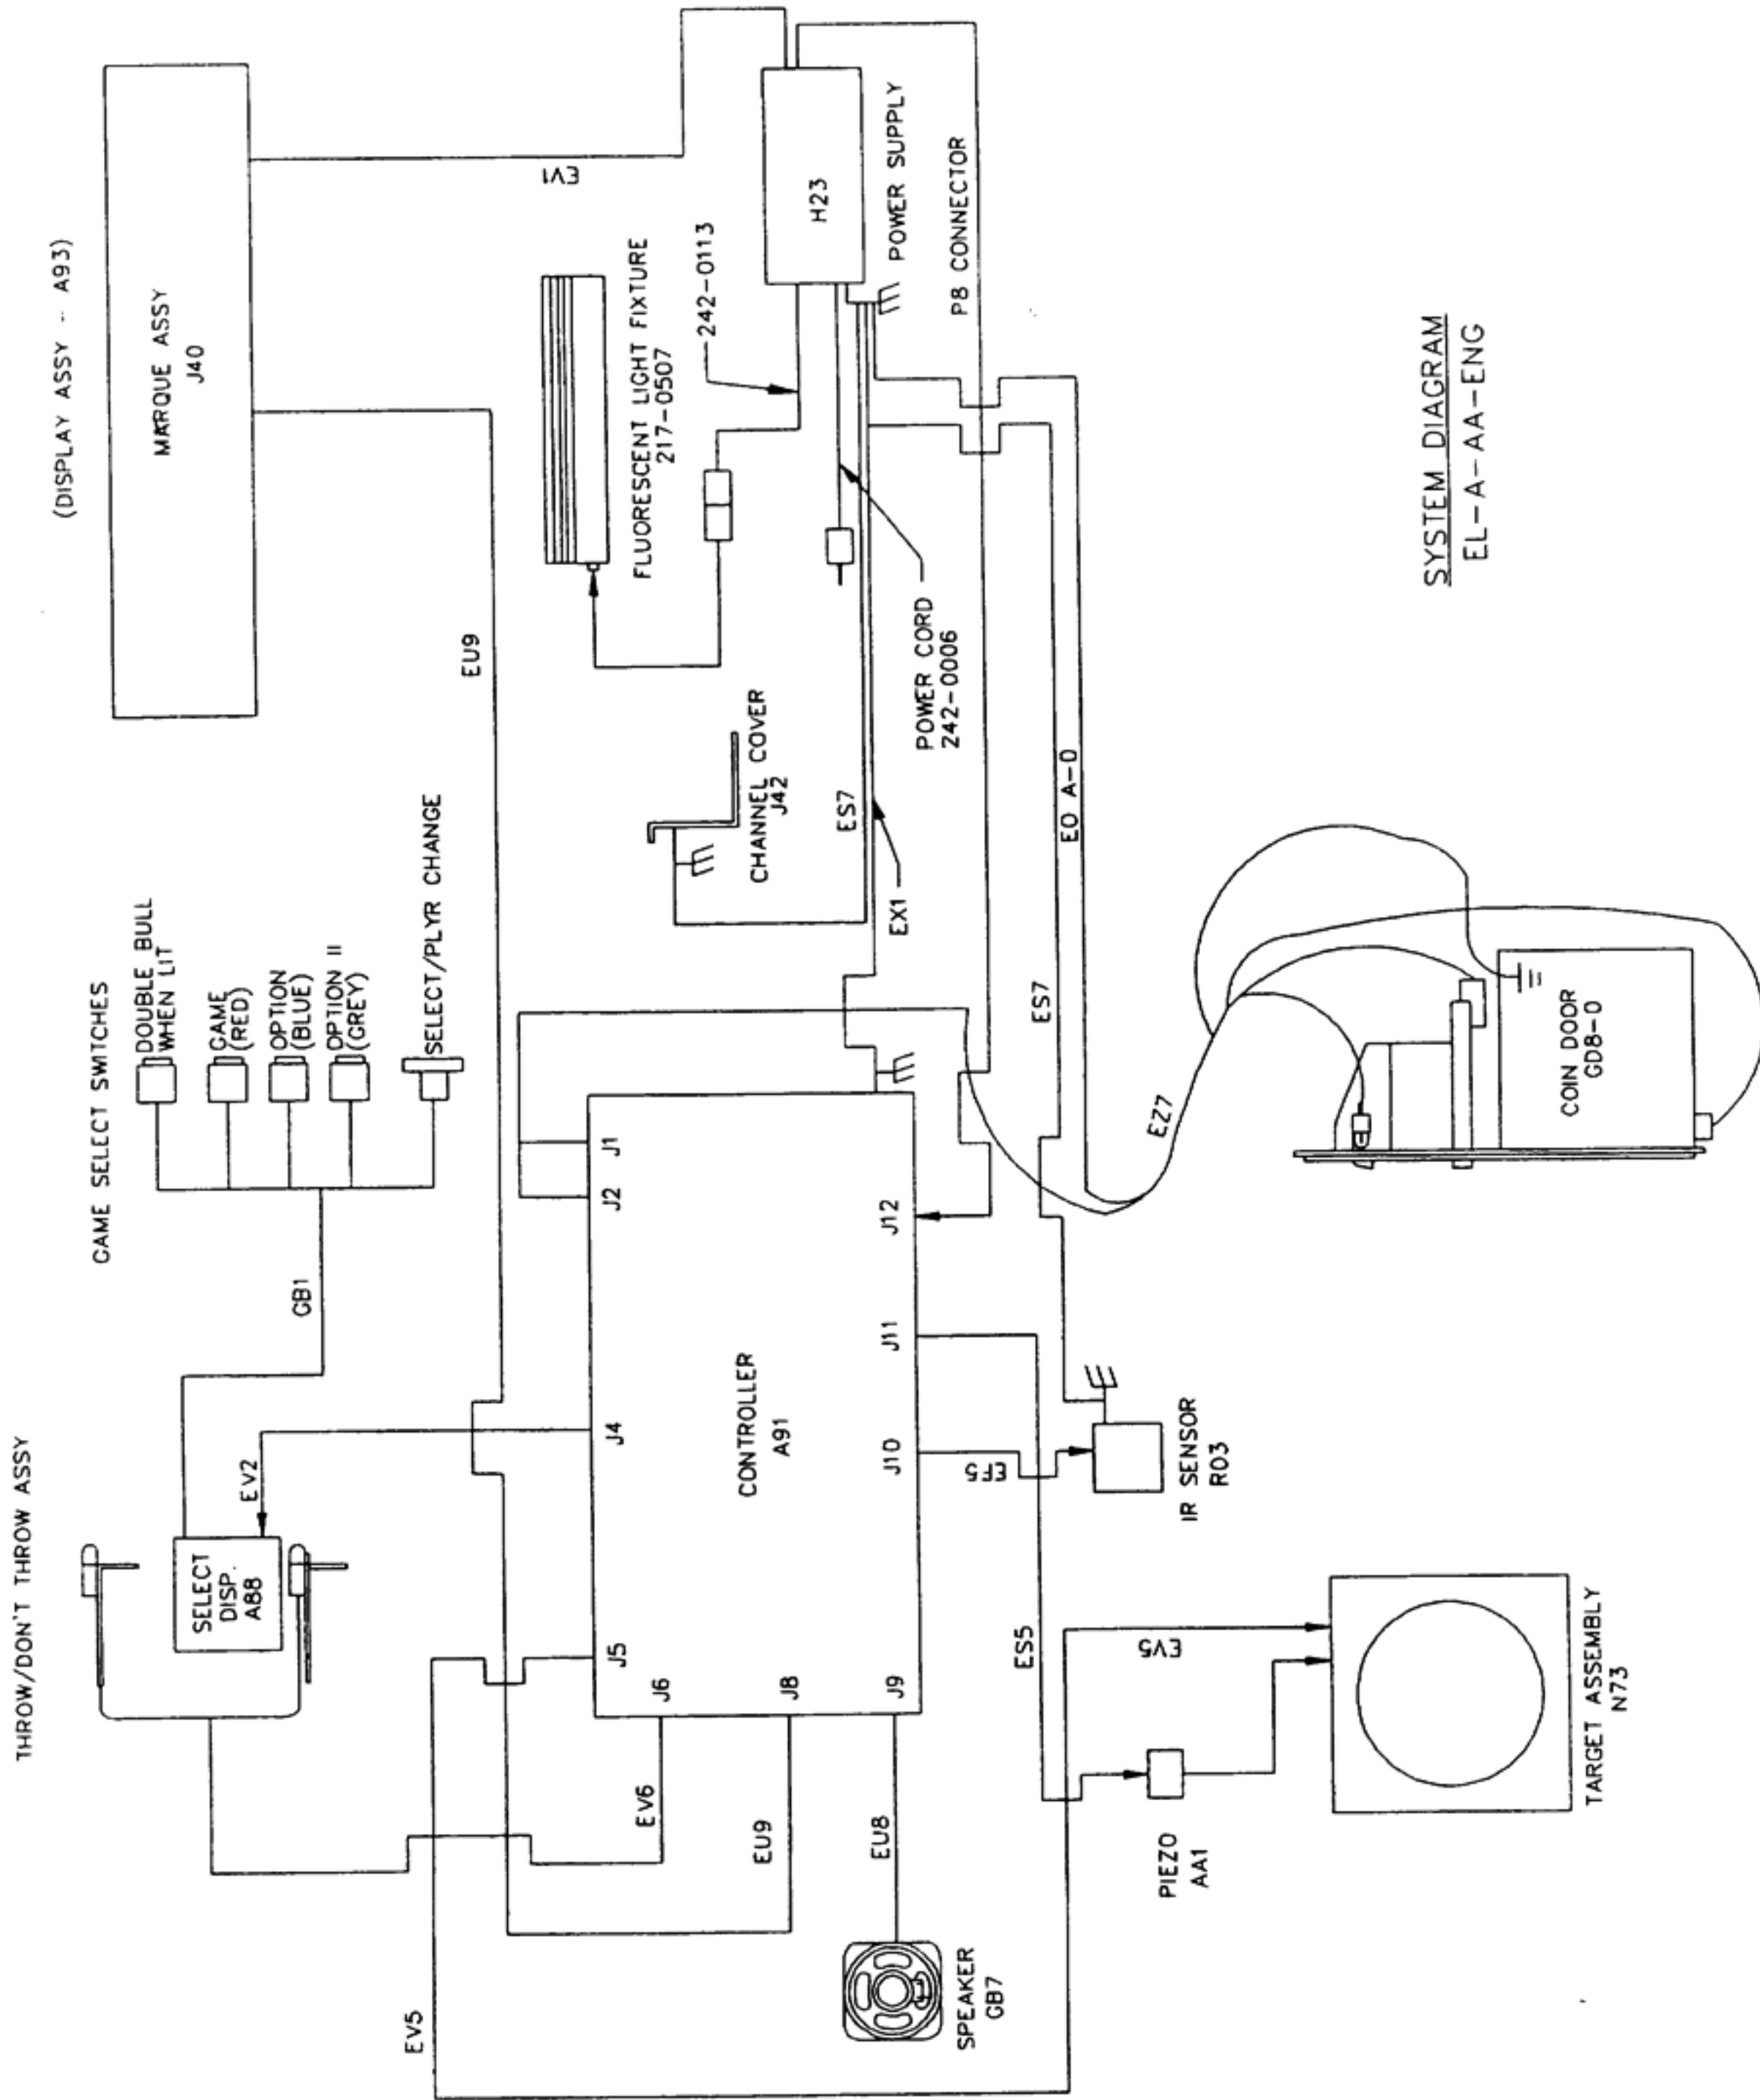 THROW/DON'T THROW ASSY
GAME SELECT SWITCHES
(DISPLAY ASSY - A93)
DOUBLE BULL
WHEN LIT
GAME
(RED)
OPTION
(BLUE)
OPTION II
(GREY)
SELECT/PLYR CHANGE
MARQUE ASSY
J40
SELECT
DISP.
A88
EV2
GB1
EU9
EV1
FLUORESCENT LIGHT FIXTURE
217-0507
242-0113
H23
POWER SUPPLY
P8 CONNECTOR
CHANNEL COVER
J42
ES7
EX1
POWER CORD
242-0006
EV5
J5
J4
J2
J1
J6
J8
J9
J10
J11
J12
CONTROLLER
A91
EV6
EU9
EU8
SPEAKER
GB7
EF5
IR SENSOR
R03
ES5
ES7
EO A-0
EZ7
PIEZO
AA1
EV5
TARGET ASSEMBLY
N73
COIN DOOR
GD8-0
SYSTEM DIAGRAM
EL-A-AA-ENG